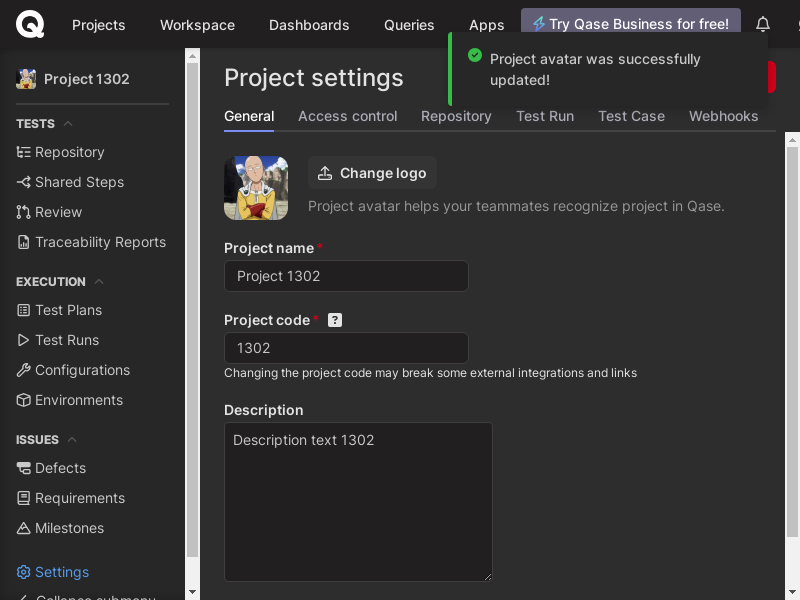 Projects
Workspace
Dashboards
Queries
Apps
Try Qase Business for free!
Project avatar was successfully
updated!
Project 1302
TESTS
Repository
Shared Steps
Review
Traceability Reports
EXECUTION
Test Plans
Test Runs
Configurations
Environments
ISSUES
Defects
Requirements
Milestones
Settings
Collapse submenu
Project settings
General
Access control
Repository
Test Run
Test Case
Webhooks
Change logo
Project avatar helps your teammates recognize project in Qase.
Project name *
Project 1302
Project code * ?
1302
Changing the project code may break some external integrations and links
Description
Description text 1302